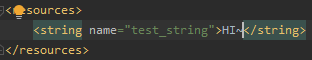 <resources>
<string name="test_string">HI~</string>
</resources>